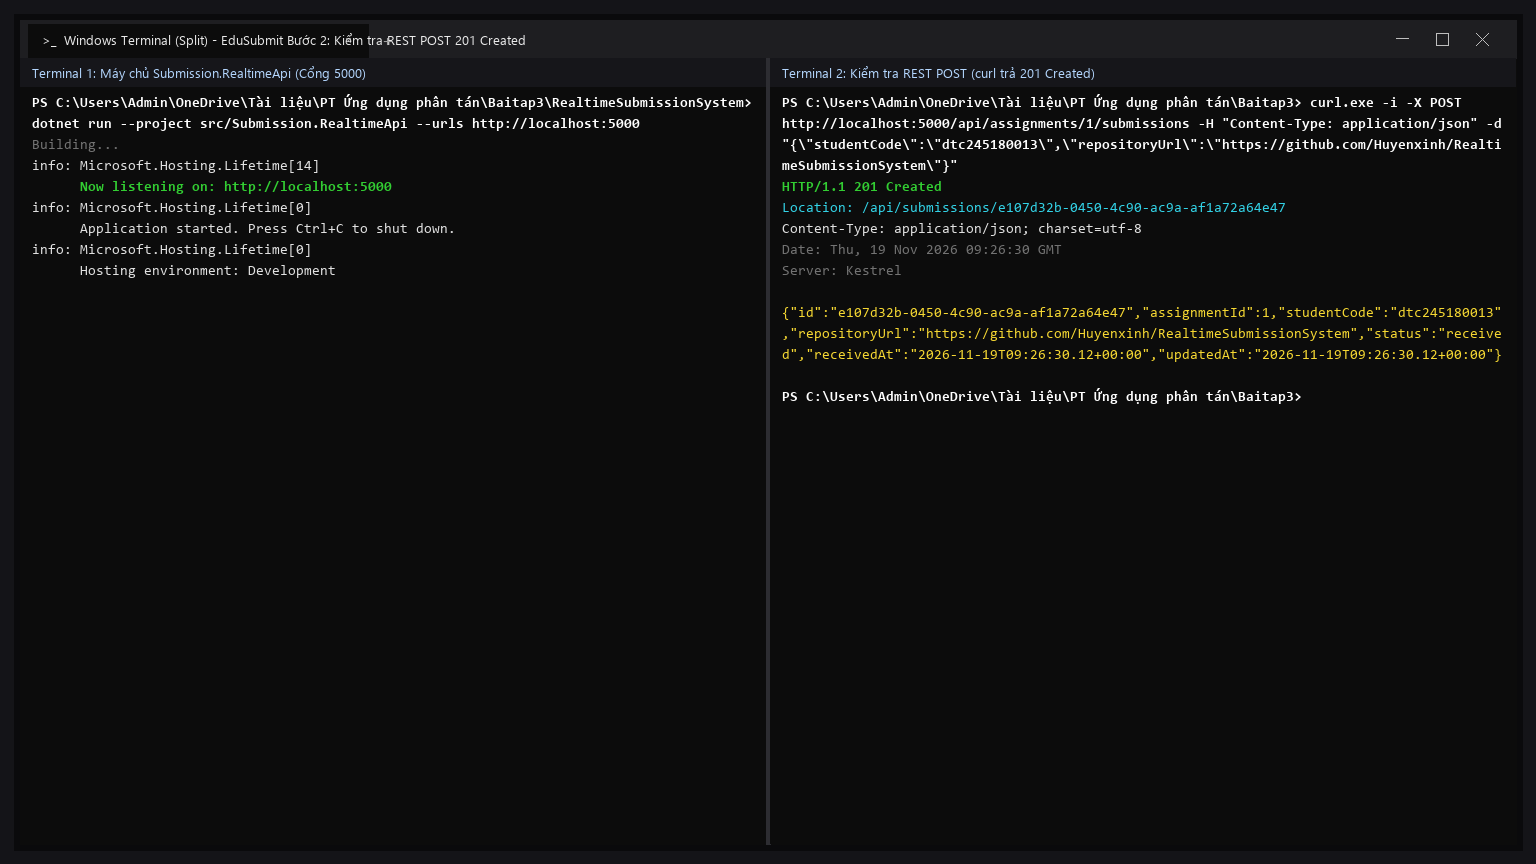 >_ Windows Terminal (Split) - EduSubmit Bước 2: Kiểm tra REST POST 201 Created
Terminal 1: Máy chủ Submission.RealtimeApi (Cổng 5000)
PS C:\Users\Admin\OneDrive\Tài liệu\PT Ứng dụng phân tán\Baitap3\RealtimeSubmissionSystem>
dotnet run --project src/Submission.RealtimeApi --urls http://localhost:5000
Building...
info: Microsoft.Hosting.Lifetime[14]
Now listening on: http://localhost:5000
info: Microsoft.Hosting.Lifetime[0]
Application started. Press Ctrl+C to shut down.
info: Microsoft.Hosting.Lifetime[0]
Hosting environment: Development
Terminal 2: Kiểm tra REST POST (curl trả 201 Created)
PS C:\Users\Admin\OneDrive\Tài liệu\PT Ứng dụng phân tán\Baitap3> curl.exe -i -X POST
http://localhost:5000/api/assignments/1/submissions -H "Content-Type: application/json" -d
"{\"studentCode\":\"dtc245180013\",\"repositoryUrl\":\"https://github.com/Huyenxinh/Realti
meSubmissionSystem\"}"
HTTP/1.1 201 Created
Location: /api/submissions/e107d32b-0450-4c90-ac9a-af1a72a64e47
Content-Type: application/json; charset=utf-8
Date: Thu, 19 Nov 2026 09:26:30 GMT
Server: Kestrel
{"id":"e107d32b-0450-4c90-ac9a-af1a72a64e47","assignmentId":1,"studentCode":"dtc245180013"
,"repositoryUrl":"https://github.com/Huyenxinh/RealtimeSubmissionSystem","status":"receive
d","receivedAt":"2026-11-19T09:26:30.12+00:00","updatedAt":"2026-11-19T09:26:30.12+00:00"}
PS C:\Users\Admin\OneDrive\Tài liệu\PT Ứng dụng phân tán\Baitap3>